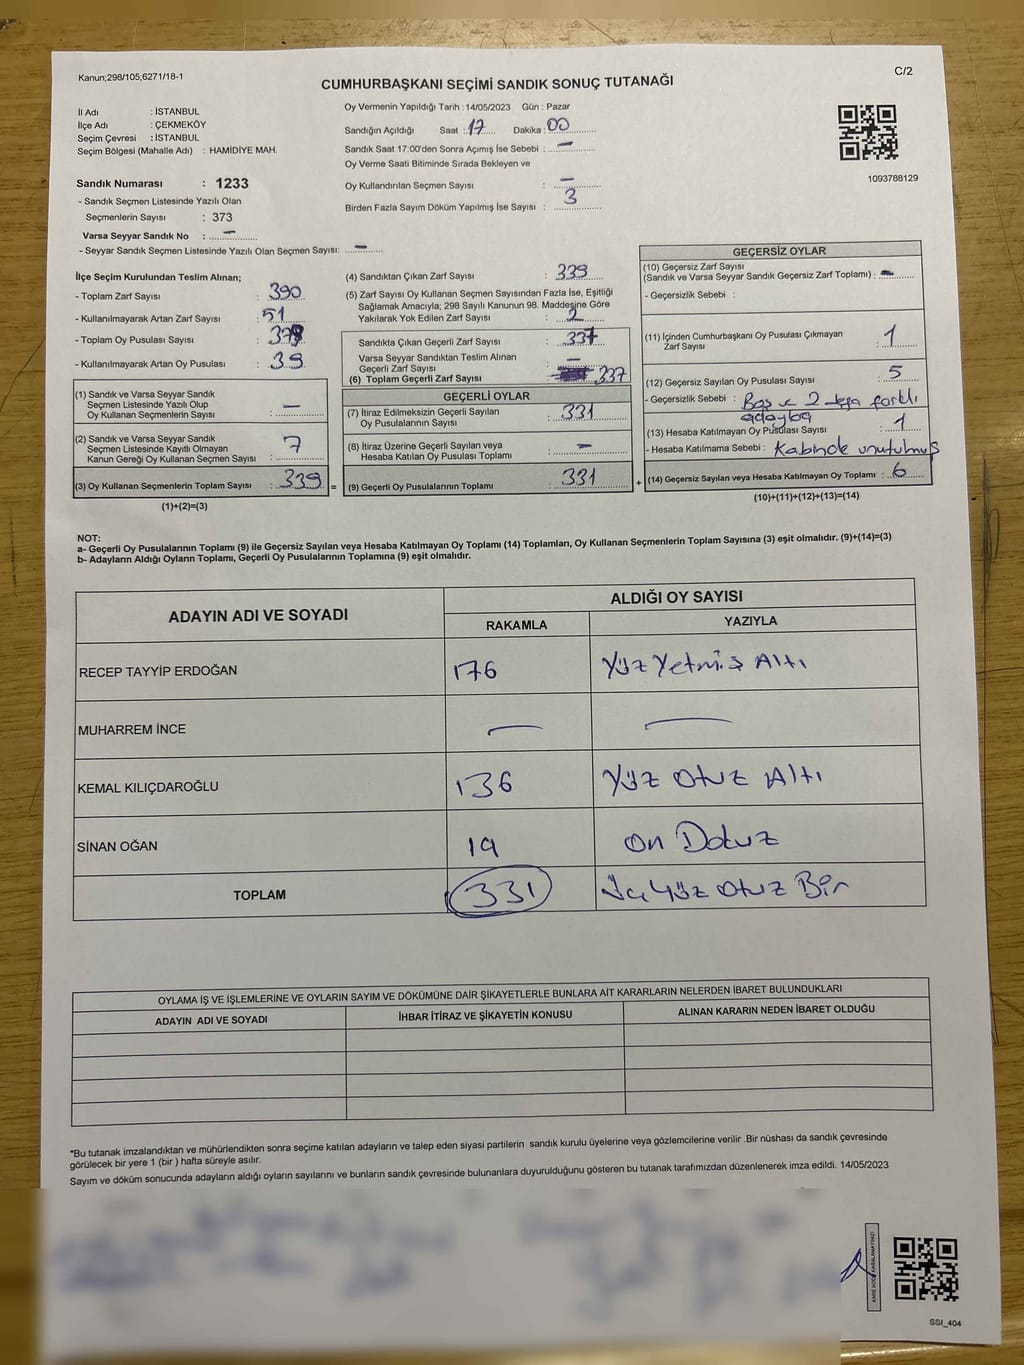 Kanun;298/105;6271/18-1
C/2
CUMHURBAŞKANI SEÇİMİ SANDIK SONUÇ TUTANAĞI
İl Adı : İSTANBUL
İlçe Adı : ÇEKMEKÖY
Seçim Çevresi : İSTANBUL
Seçim Bölgesi (Mahalle Adı) : HAMİDİYE MAH.
Oy Vermenin Yapıldığı Tarih : 14/05/2023 Gün : Pazar
Sandığın Açıldığı Saat : 17 Dakika : 00
Sandık Saat 17:00'den Sonra Açımış İse Sebebi : —
Oy Verme Saati Bitiminde Sırada Bekleyen ve
Oy Kullandırılan Seçmen Sayısı : —
Birden Fazla Sayım Döküm Yapılmış İse Sayısı : 3
1093788129
Sandık Numarası : 1233
- Sandık Seçmen Listesinde Yazılı Olan
Seçmenlerin Sayısı : 373
Varsa Seyyar Sandık No : —
- Seyyar Sandık Seçmen Listesinde Yazılı Olan Seçmen Sayısı: —
İlçe Seçim Kurulundan Teslim Alınan;
- Toplam Zarf Sayısı : 390
- Kullanılmayarak Artan Zarf Sayısı : 51
- Toplam Oy Pusulası Sayısı :
- Kullanılmayarak Artan Oy Pusulası : 39
(1) Sandık ve Varsa Seyyar Sandık
Seçmen Listesinde Yazılı Olup
Oy Kullanan Seçmenlerin Sayısı : —
(2) Sandık ve Varsa Seyyar Sandık
Seçmen Listesinde Kayıtlı Olmayan
Kanun Gereği Oy Kullanan Seçmen Sayısı : 7
(3) Oy Kullanan Seçmenlerin Toplam Sayısı : 339 =
(1)+(2)=(3)
(4) Sandıktan Çıkan Zarf Sayısı : 339
(5) Zarf Sayısı Oy Kullanan Seçmen Sayısından Fazla İse, Eşitliği
Sağlamak Amacıyla; 298 Sayılı Kanunun 98. Maddesine Göre
Yakılarak Yok Edilen Zarf Sayısı : 2
Sandıkta Çıkan Geçerli Zarf Sayısı : 337
Varsa Seyyar Sandıktan Teslim Alınan
Geçerli Zarf Sayısı : —
(6) Toplam Geçerli Zarf Sayısı : 337
GEÇERLİ OYLAR
(7) İtiraz Edilmeksizin Geçerli Sayılan
Oy Pusulalarının Sayısı : 331
(8) İtiraz Üzerine Geçerli Sayılan veya
Hesaba Katılan Oy Pusulası Toplamı : —
(9) Geçerli Oy Pusulalarının Toplamı : 331 +
GEÇERSİZ OYLAR
(10) Geçersiz Zarf Sayısı
(Sandık ve Varsa Seyyar Sandık Geçersiz Zarf Toplamı) : —
- Geçersizlik Sebebi :
(11) İçinden Cumhurbaşkanı Oy Pusulası Çıkmayan
Zarf Sayısı : 1
(12) Geçersiz Sayılan Oy Pusulası Sayısı : 5
- Geçersizlik Sebebi : Boş ve 2 farklı
adaya
(13) Hesaba Katılmayan Oy Pusulası Sayısı : 1
- Hesaba Katılmama Sebebi : Kabinde unutulmuş
(14) Geçersiz Sayılan veya Hesaba Katılmayan Oy Toplamı : 6
(10)+(11)+(12)+(13)=(14)
NOT:
a- Geçerli Oy Pusulalarının Toplamı (9) ile Geçersiz Sayılan veya Hesaba Katılmayan Oy Toplamı (14) Toplamları, Oy Kullanan Seçmenlerin Toplam Sayısına (3) eşit olmalıdır. (9)+(14)=(3)
b- Adayların Aldığı Oyların Toplamı, Geçerli Oy Pusulalarının Toplamına (9) eşit olmalıdır.
ADAYIN ADI VE SOYADI
ALDIĞI OY SAYISI
RAKAMLA YAZIYLA
RECEP TAYYİP ERDOĞAN 176 Yüz Yetmiş Altı
MUHARREM İNCE — —
KEMAL KILIÇDAROĞLU 136 Yüz Otuz Altı
SİNAN OĞAN 19 On Dokuz
TOPLAM 331 Üç Yüz Otuz Bir
OYLAMA İŞ VE İŞLEMLERİNE VE OYLARIN SAYIM VE DÖKÜMÜNE DAİR ŞİKAYETLERLE BUNLARA AİT KARARLARIN NELERDEN İBARET BULUNDUKLARI
ADAYIN ADI VE SOYADI İHBAR İTİRAZ VE ŞİKAYETİN KONUSU ALINAN KARARIN NEDEN İBARET OLDUĞU
*Bu tutanak imzalandıktan ve mühürlendikten sonra seçime katılan adayların ve talep eden siyasi partilerin sandık kurulu üyelerine veya gözlemcilerine verilir .Bir nüshası da sandık çevresinde
görülecek bir yere 1 (bir ) hafta süreyle asılır.
Sayım ve döküm sonucunda adayların aldığı oyların sayılarını ve bunların sandık çevresinde bulunanlara duyurulduğunu gösteren bu tutanak tarafımızdan düzenlenerek imza edildi. 14/05/2023
KARE KODU KARALAMAYINIZ!
SSI_404